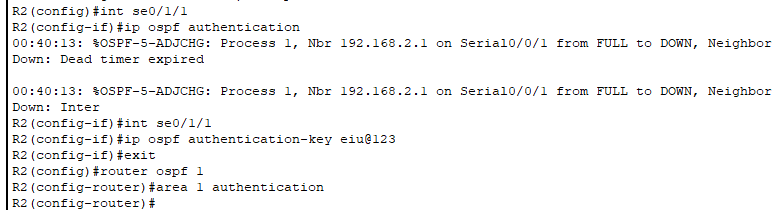 R2(config)#int se0/1/1
R2(config-if)#ip ospf authentication
00:40:13: %OSPF-5-ADJCHG: Process 1, Nbr 192.168.2.1 on Serial0/0/1 from FULL to DOWN, Neighbor
Down: Dead timer expired
00:40:13: %OSPF-5-ADJCHG: Process 1, Nbr 192.168.2.1 on Serial0/0/1 from FULL to DOWN, Neighbor
Down: Inter
R2(config-if)#int se0/1/1
R2(config-if)#ip ospf authentication-key eiu@123
R2(config-if)#exit
R2(config)#router ospf 1
R2(config-router)#area 1 authentication
R2(config-router)#